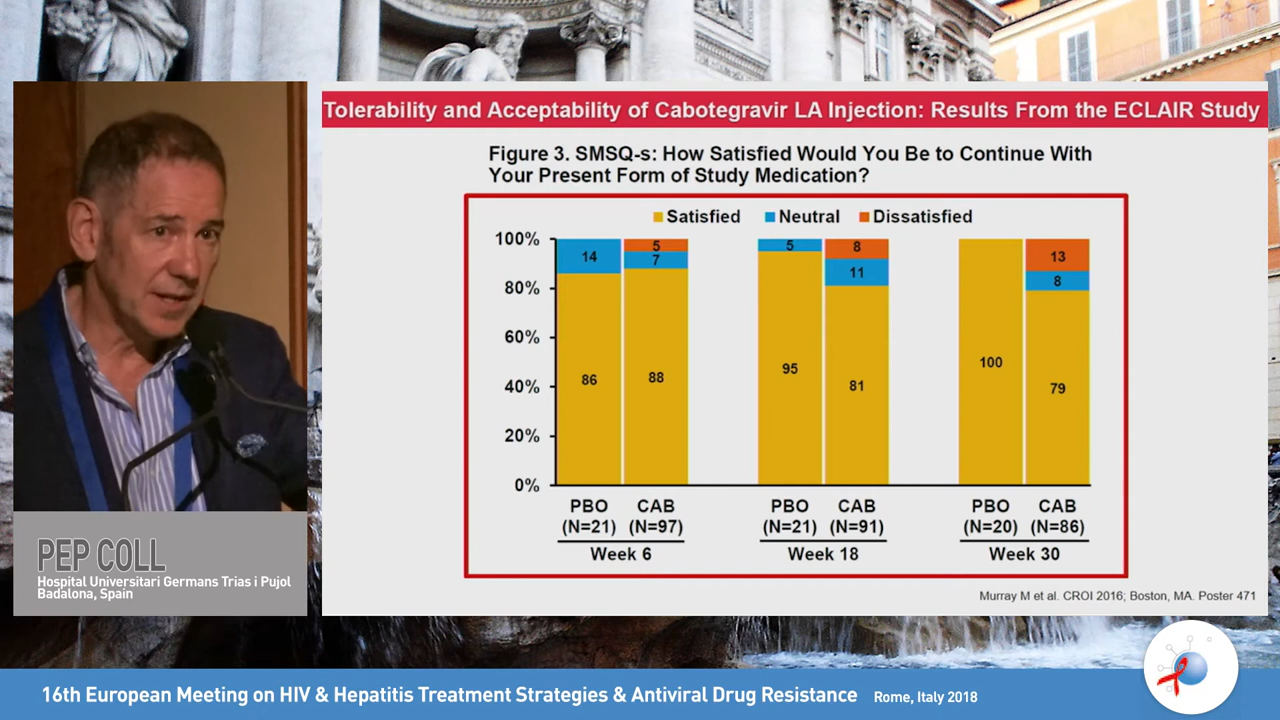 Tolerability and Acceptability of Cabotegravir LA Injection: Results From the ECLAIR Study
Figure 3. SMSQ-s: How Satisfied Would You Be to Continue With
Your Present Form of Study Medication?
Satisfied Neutral Dissatisfied
100%
80%
60%
40%
20%
0%
14
86
5
7
88
5
95
8
11
81
100
13
8
79
PBO
(N=21)
CAB
(N=97)
Week 6
PBO
(N=21)
CAB
(N=91)
Week 18
PBO
(N=20)
CAB
(N=86)
Week 30
Murray M et al. CROI 2016; Boston, MA. Poster 471
PEP COLL
Hospital Universitari Germans Trias i Pujol
Badalona, Spain
16th European Meeting on HIV & Hepatitis Treatment Strategies & Antiviral Drug Resistance Rome, Italy 2018